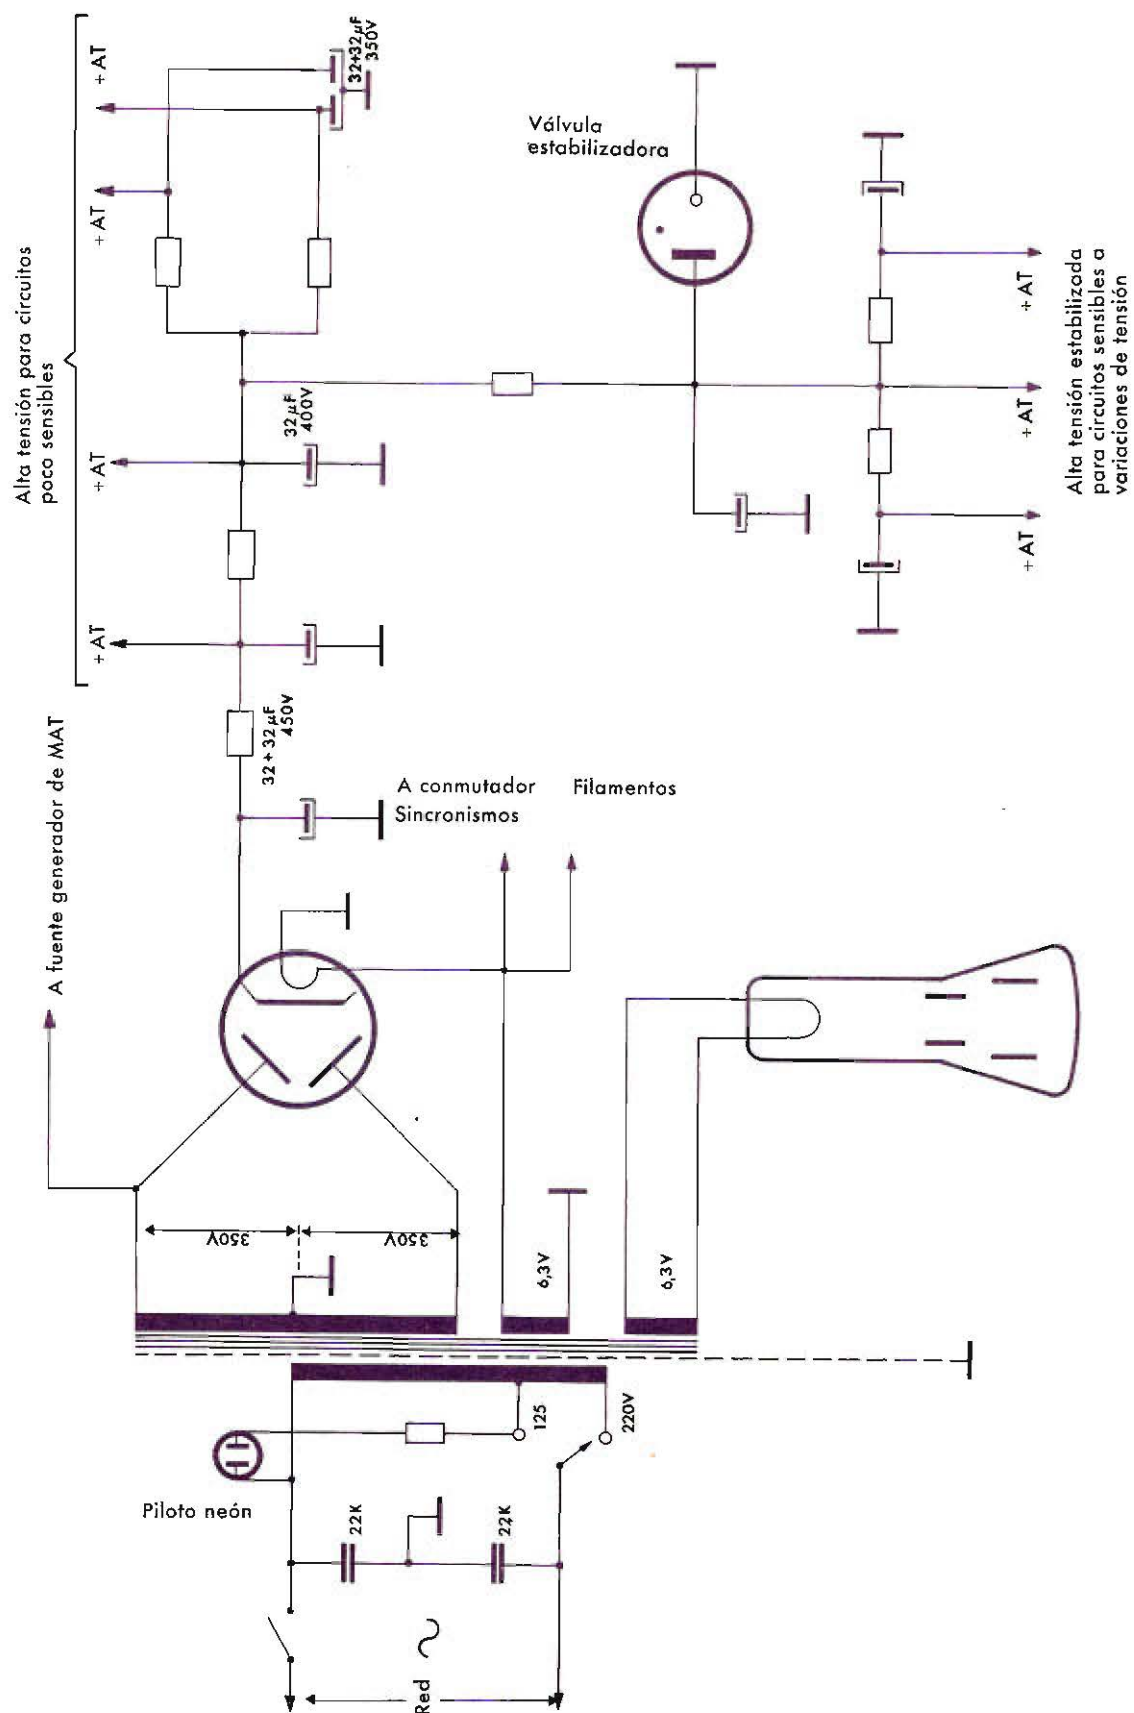 Alta tensión para circuitos
poco sensibles
+AT
+AT
+AT
+AT
32+32µF
350V
32µF
400V
32+32µF
450V
Válvula
estabilizadora
Alta tensión estabilizada
para circuitos sensibles a
variaciones de tensión
+AT
+AT
+AT
A fuente generador de MAT
A conmutador
Sincronismos
Filamentos
350V
350V
6,3V
6,3V
125
220V
Piloto neón
22K
22K
Red